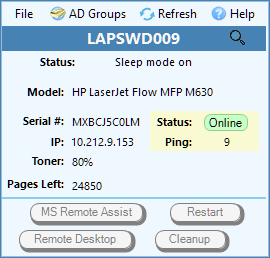 File AD Groups Refresh Help
LAPSWD009
Status: Sleep mode on
Model: HP LaserJet Flow MFP M630
Serial #: MXBCJ5C0LM Status: Online
IP: 10.212.9.153 Ping: 9
Toner: 80%
Pages Left: 24850
MS Remote Assist Restart
Remote Desktop Cleanup